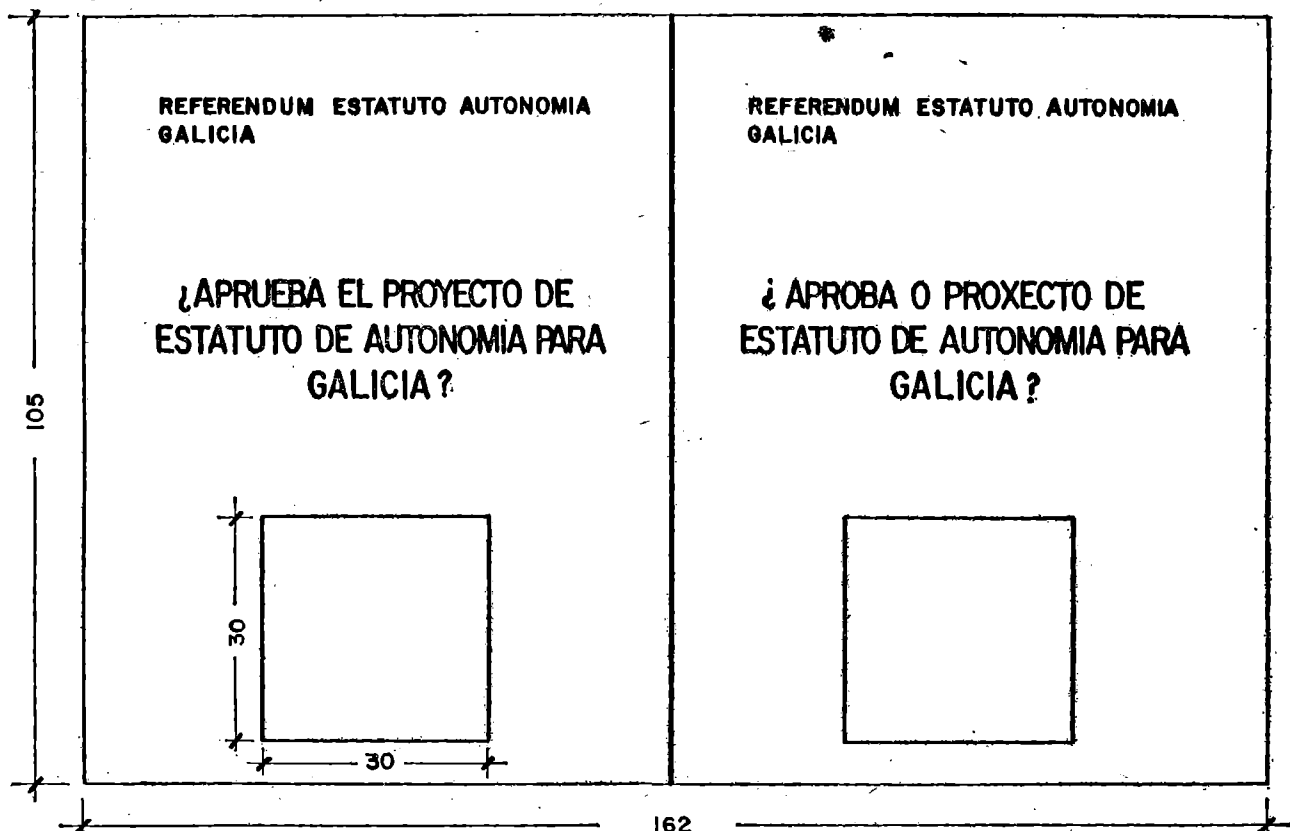 REFERENDUM ESTATUTO AUTONOMIA
GALICIA
¿APRUEBA EL PROYECTO DE
ESTATUTO DE AUTONOMÍA PARA
GALICIA?
105
30
30
REFERENDUM ESTATUTO AUTONOMIA
GALICIA
¿ APROBA O PROXECTO DE
ESTATUTO DE AUTONOMIA PARA
GALICIA?
162